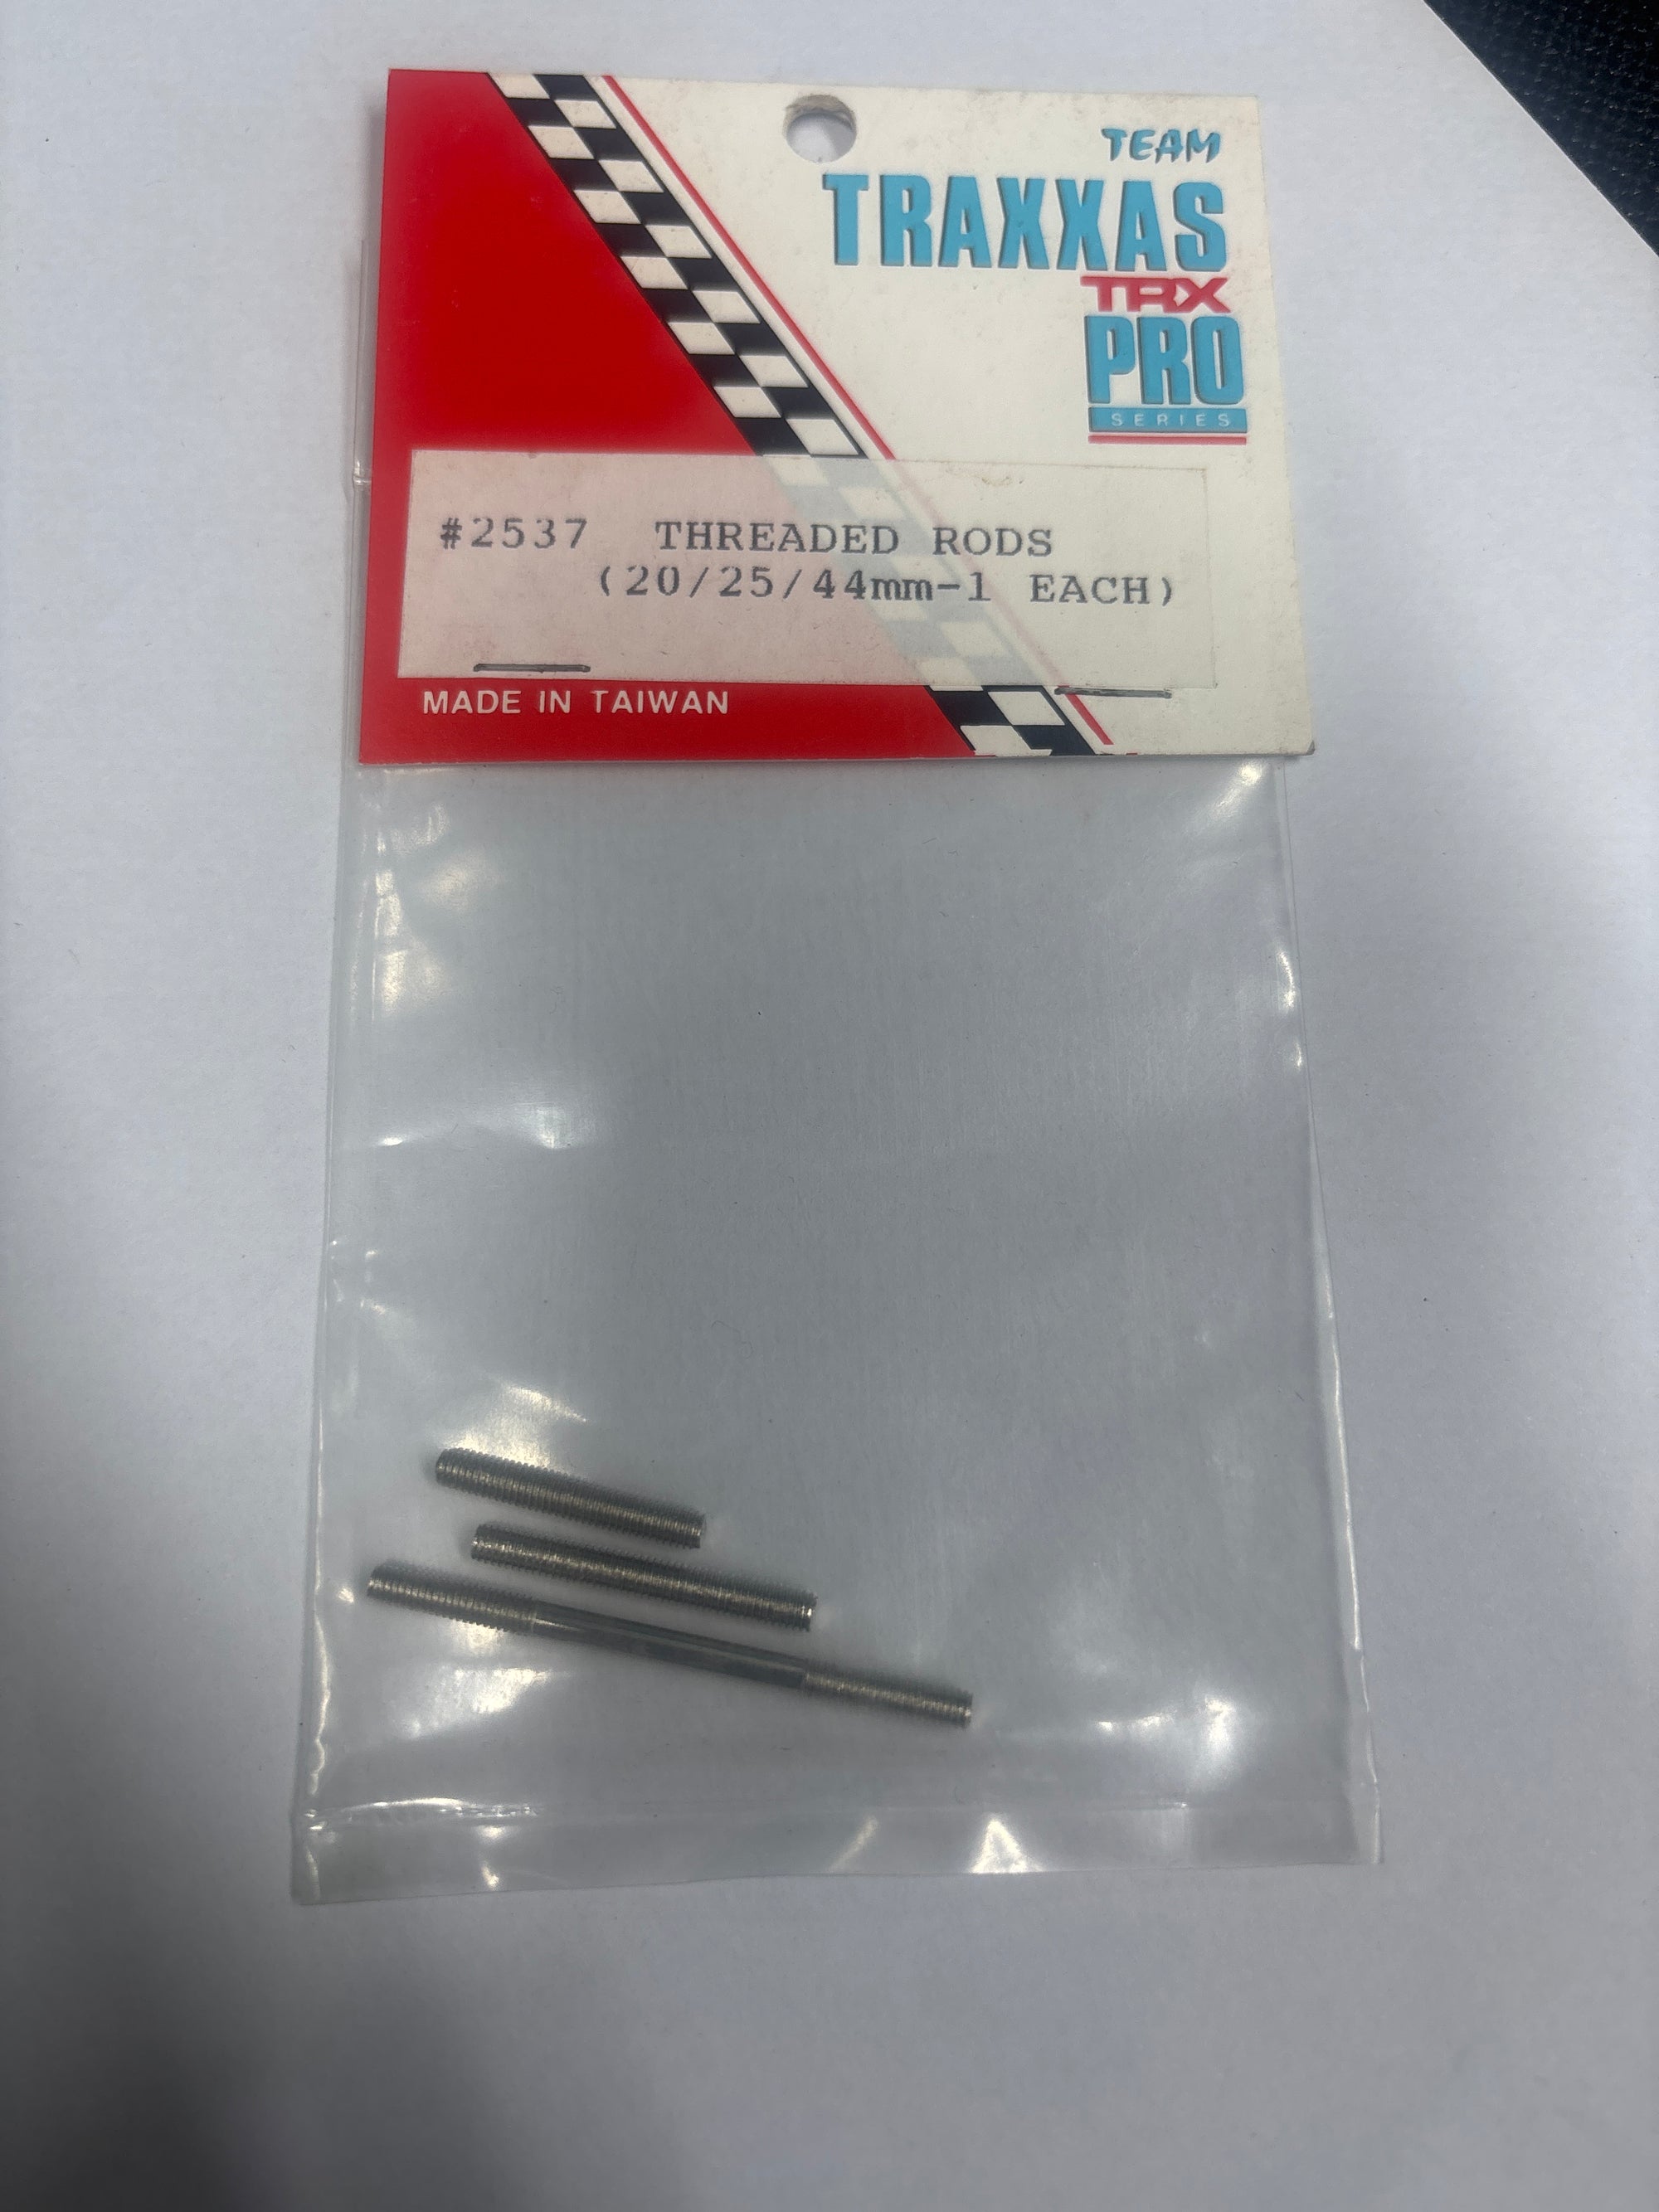 TEAM
TRAXXAS
TRX
PRO
SERIES
#2537 THREADED RODS
(20/25/44mm-1 EACH)
MADE IN TAIWAN